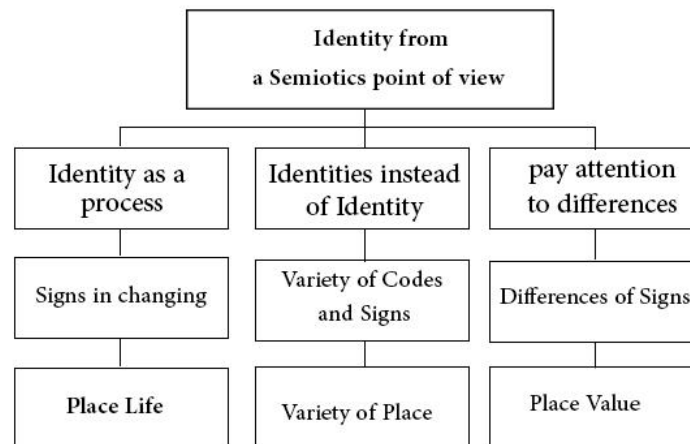 Identity from
a Semiotics point of view
Identity as a
process
Identities instead
of Identity
pay attention
to differences
Signs in changing
Variety of Codes
and Signs
Differences of Signs
Place Life
Variety of Place
Place Value